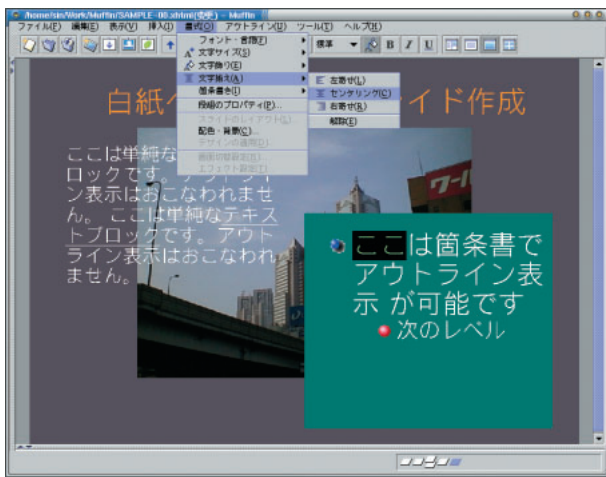 /home/sin/Work/Muffin/SAMPLE-00.xhtml(変更) - Muffin
ファイル(F) 編集(E) 表示(V) 挿入(I) 書式(O) アウトライン(U) ツール(T) ヘルプ(H)
標準 B I U
フォント・言語(F)
文字サイズ(S)
文字飾り(E)
文字揃え(A)
箇条書き(I)
段組のプロパティ(P)...
スライドのレイアウト(L)...
配色・背景(C)...
デザインの適用(D)...
画面切替設定(R)...
エフェクト設定(T)...
左寄せ(L)
センタリング(C)
右寄せ(R)
解除(E)
白紙
イド作成
ここは単純な
ロックです。
ン表示はおこなわれませ
ん。 ここは単純なテキス
トブロックです。アウト
ライン表示はおこなわれ
ません。
ここは箇条書で
アウトライン表
示 が可能です
次のレベル